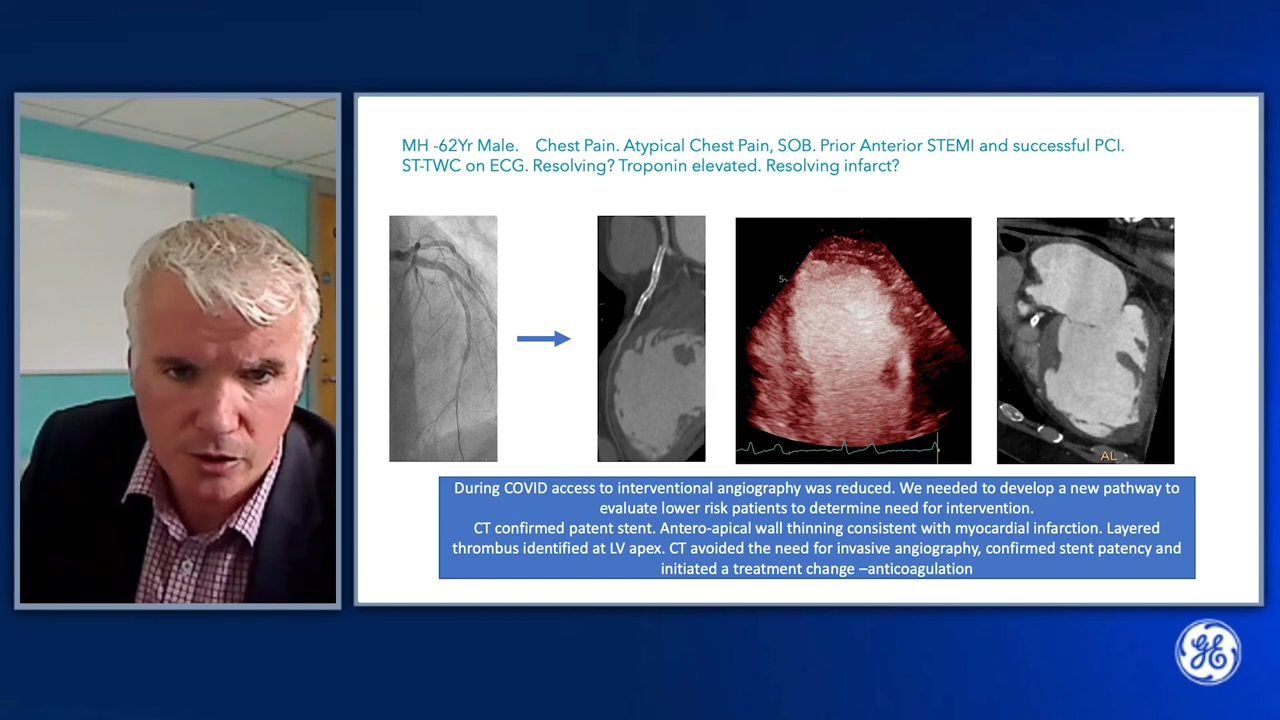 MH -62Yr Male. Chest Pain. Atypical Chest Pain, SOB. Prior Anterior STEMI and successful PCI.
ST-TWC on ECG. Resolving? Troponin elevated. Resolving infarct?
5
AL
During COVID access to interventional angiography was reduced. We needed to develop a new pathway to
evaluate lower risk patients to determine need for intervention.
CT confirmed patent stent. Antero-apical wall thinning consistent with myocardial infarction. Layered
thrombus identified at LV apex. CT avoided the need for invasive angiography, confirmed stent patency and
initiated a treatment change –anticoagulation
GE